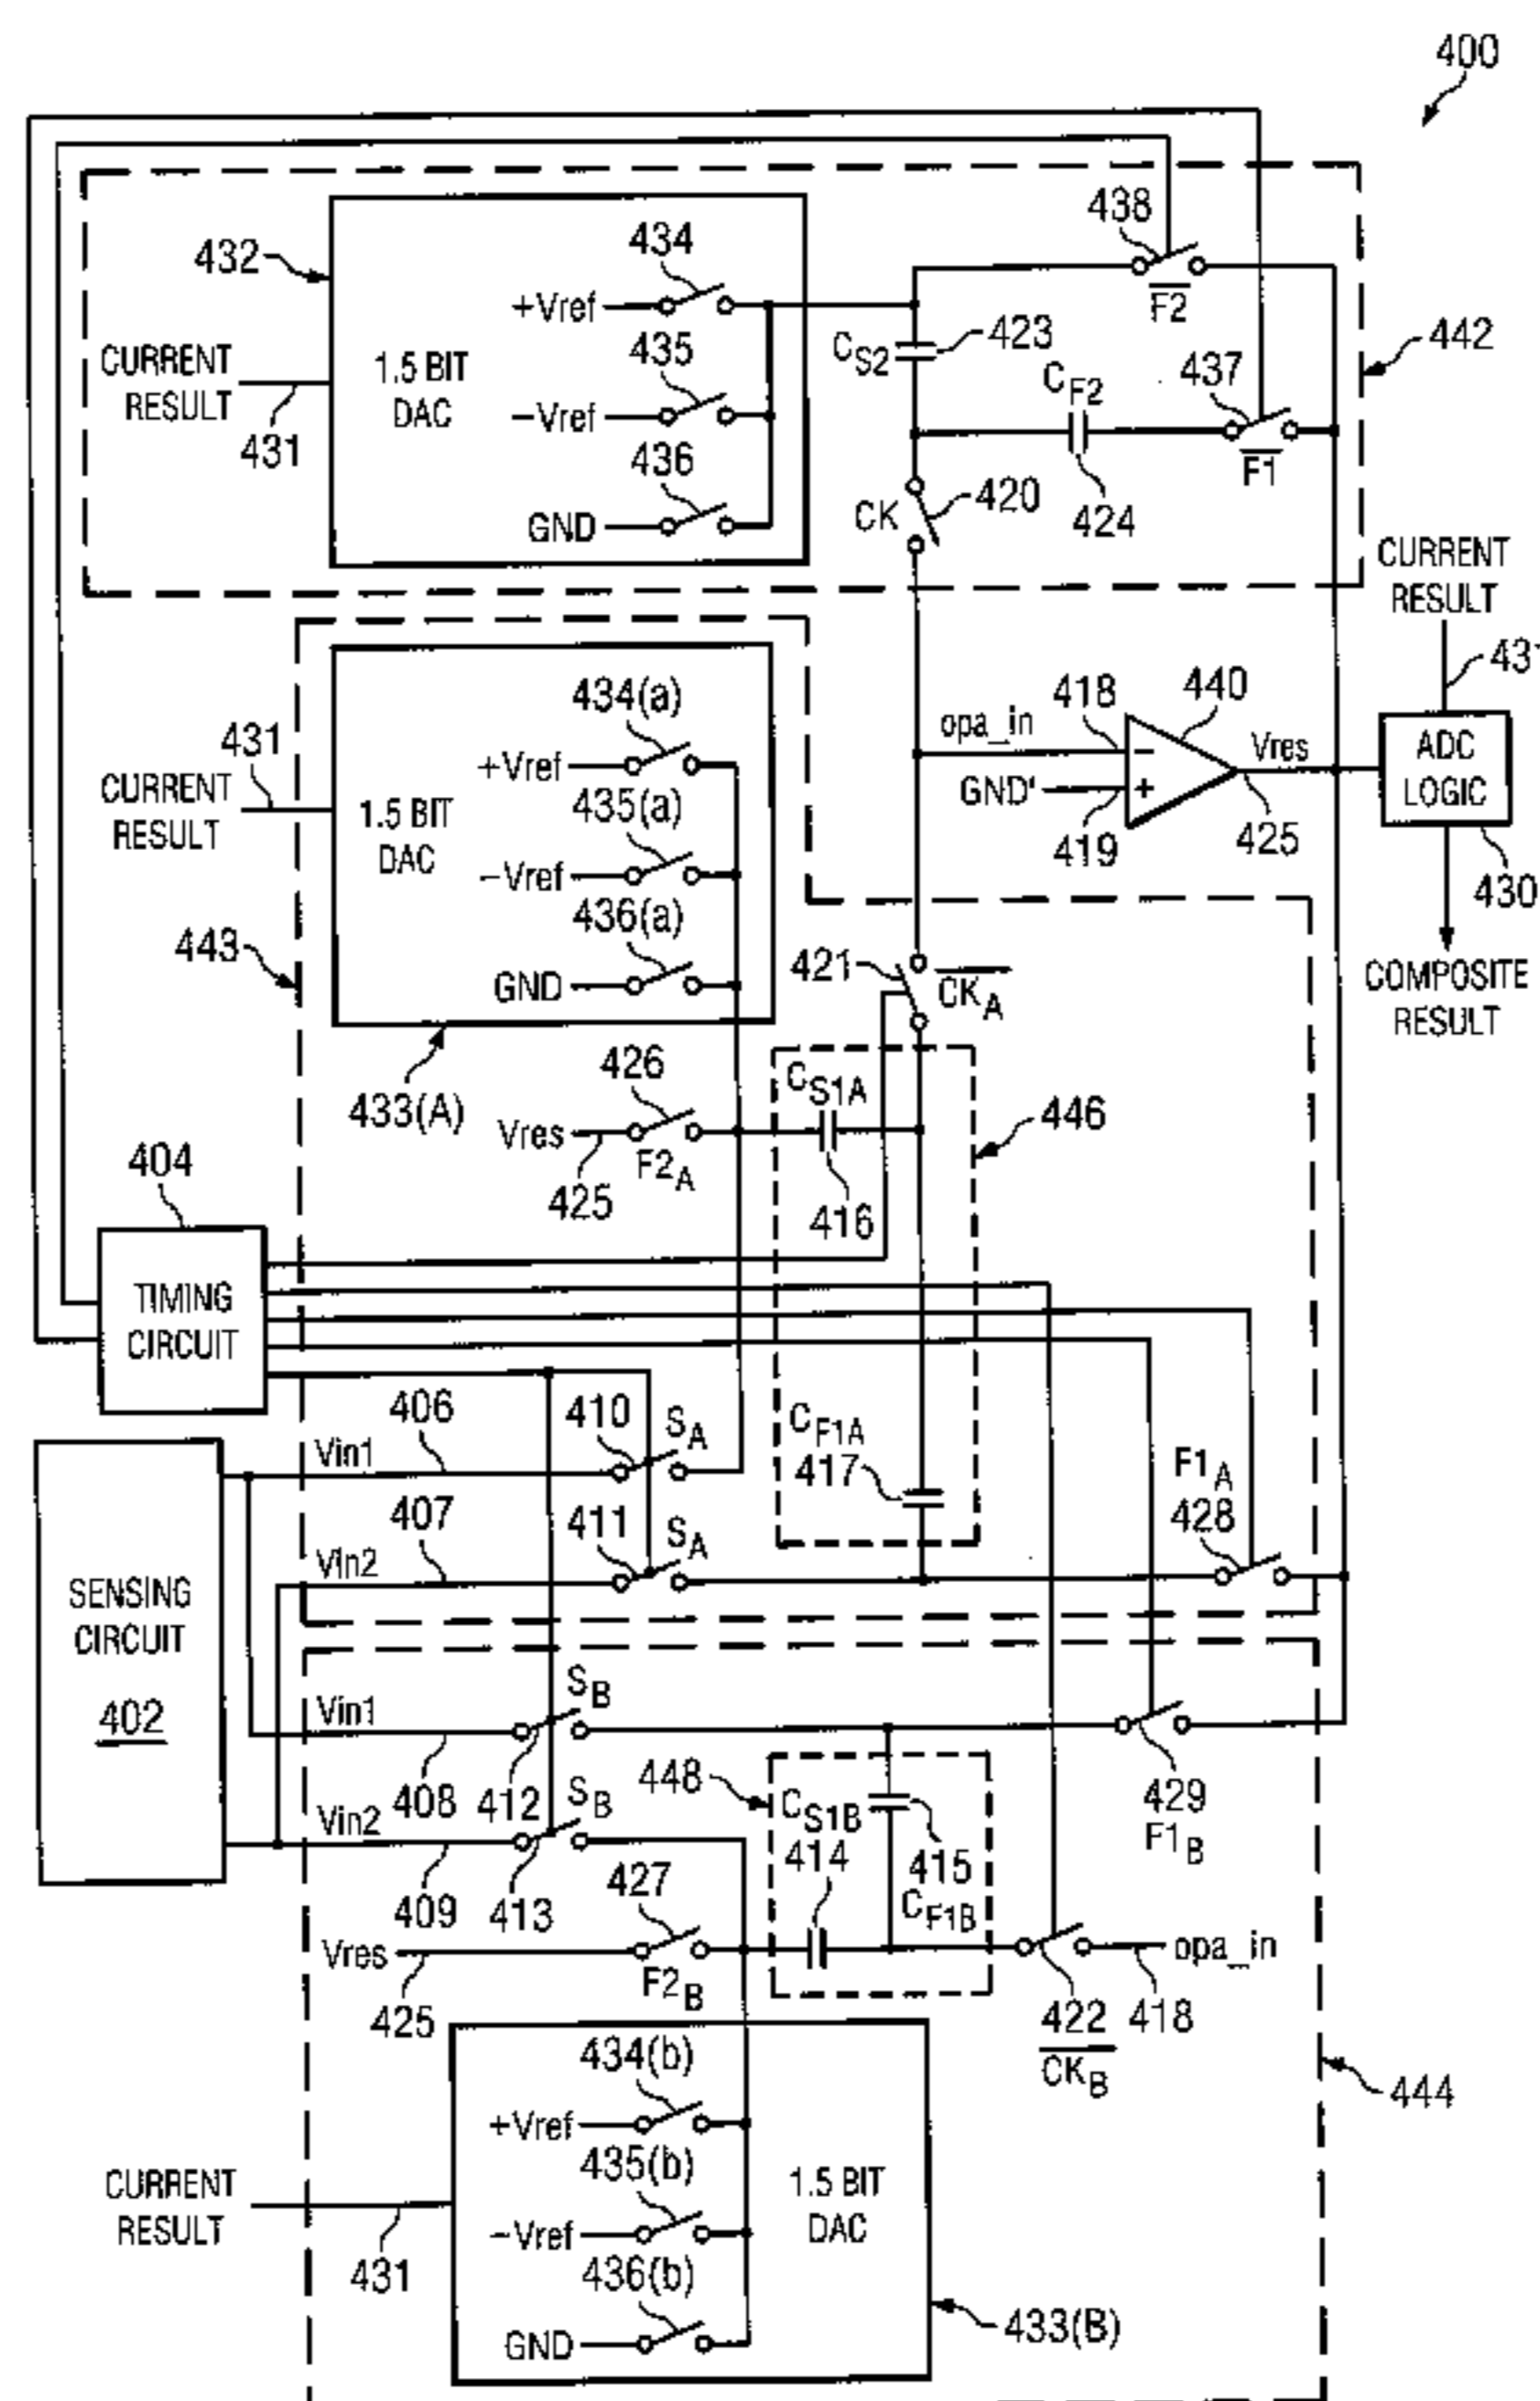 400
438
432
434
+Vref
F2
CURRENT
RESULT
431
1.5 BIT
DAC
435
-Vref
CS2
423
CF2
437
442
F1
436
GND
CK
420
424
CURRENT
RESULT
434(a)
431
CURRENT
RESULT
1.5 BIT
DAC
+Vref
435(a)
-Vref
436(a)
GND
443
433(A)
opa_in
418
440
GND'
419
Vres
425
ADC
LOGIC
430
COMPOSITE
RESULT
421
CKA
426
Vres
425
F2A
CS1A
416
446
404
TIMING
CIRCUIT
406
Vin1
410
SA
CF1A
417
407
Vin2
411
SA
F1A
428
SENSING
CIRCUIT
402
Vin1
408
SB
412
429
F1B
Vin2
409
SB
413
448
CS1B
414
415
CF1B
427
Vres
425
F2B
422
CKB
418
opa_in
444
434(b)
+Vref
435(b)
-Vref
436(b)
GND
1.5 BIT
DAC
CURRENT
RESULT
431
433(B)